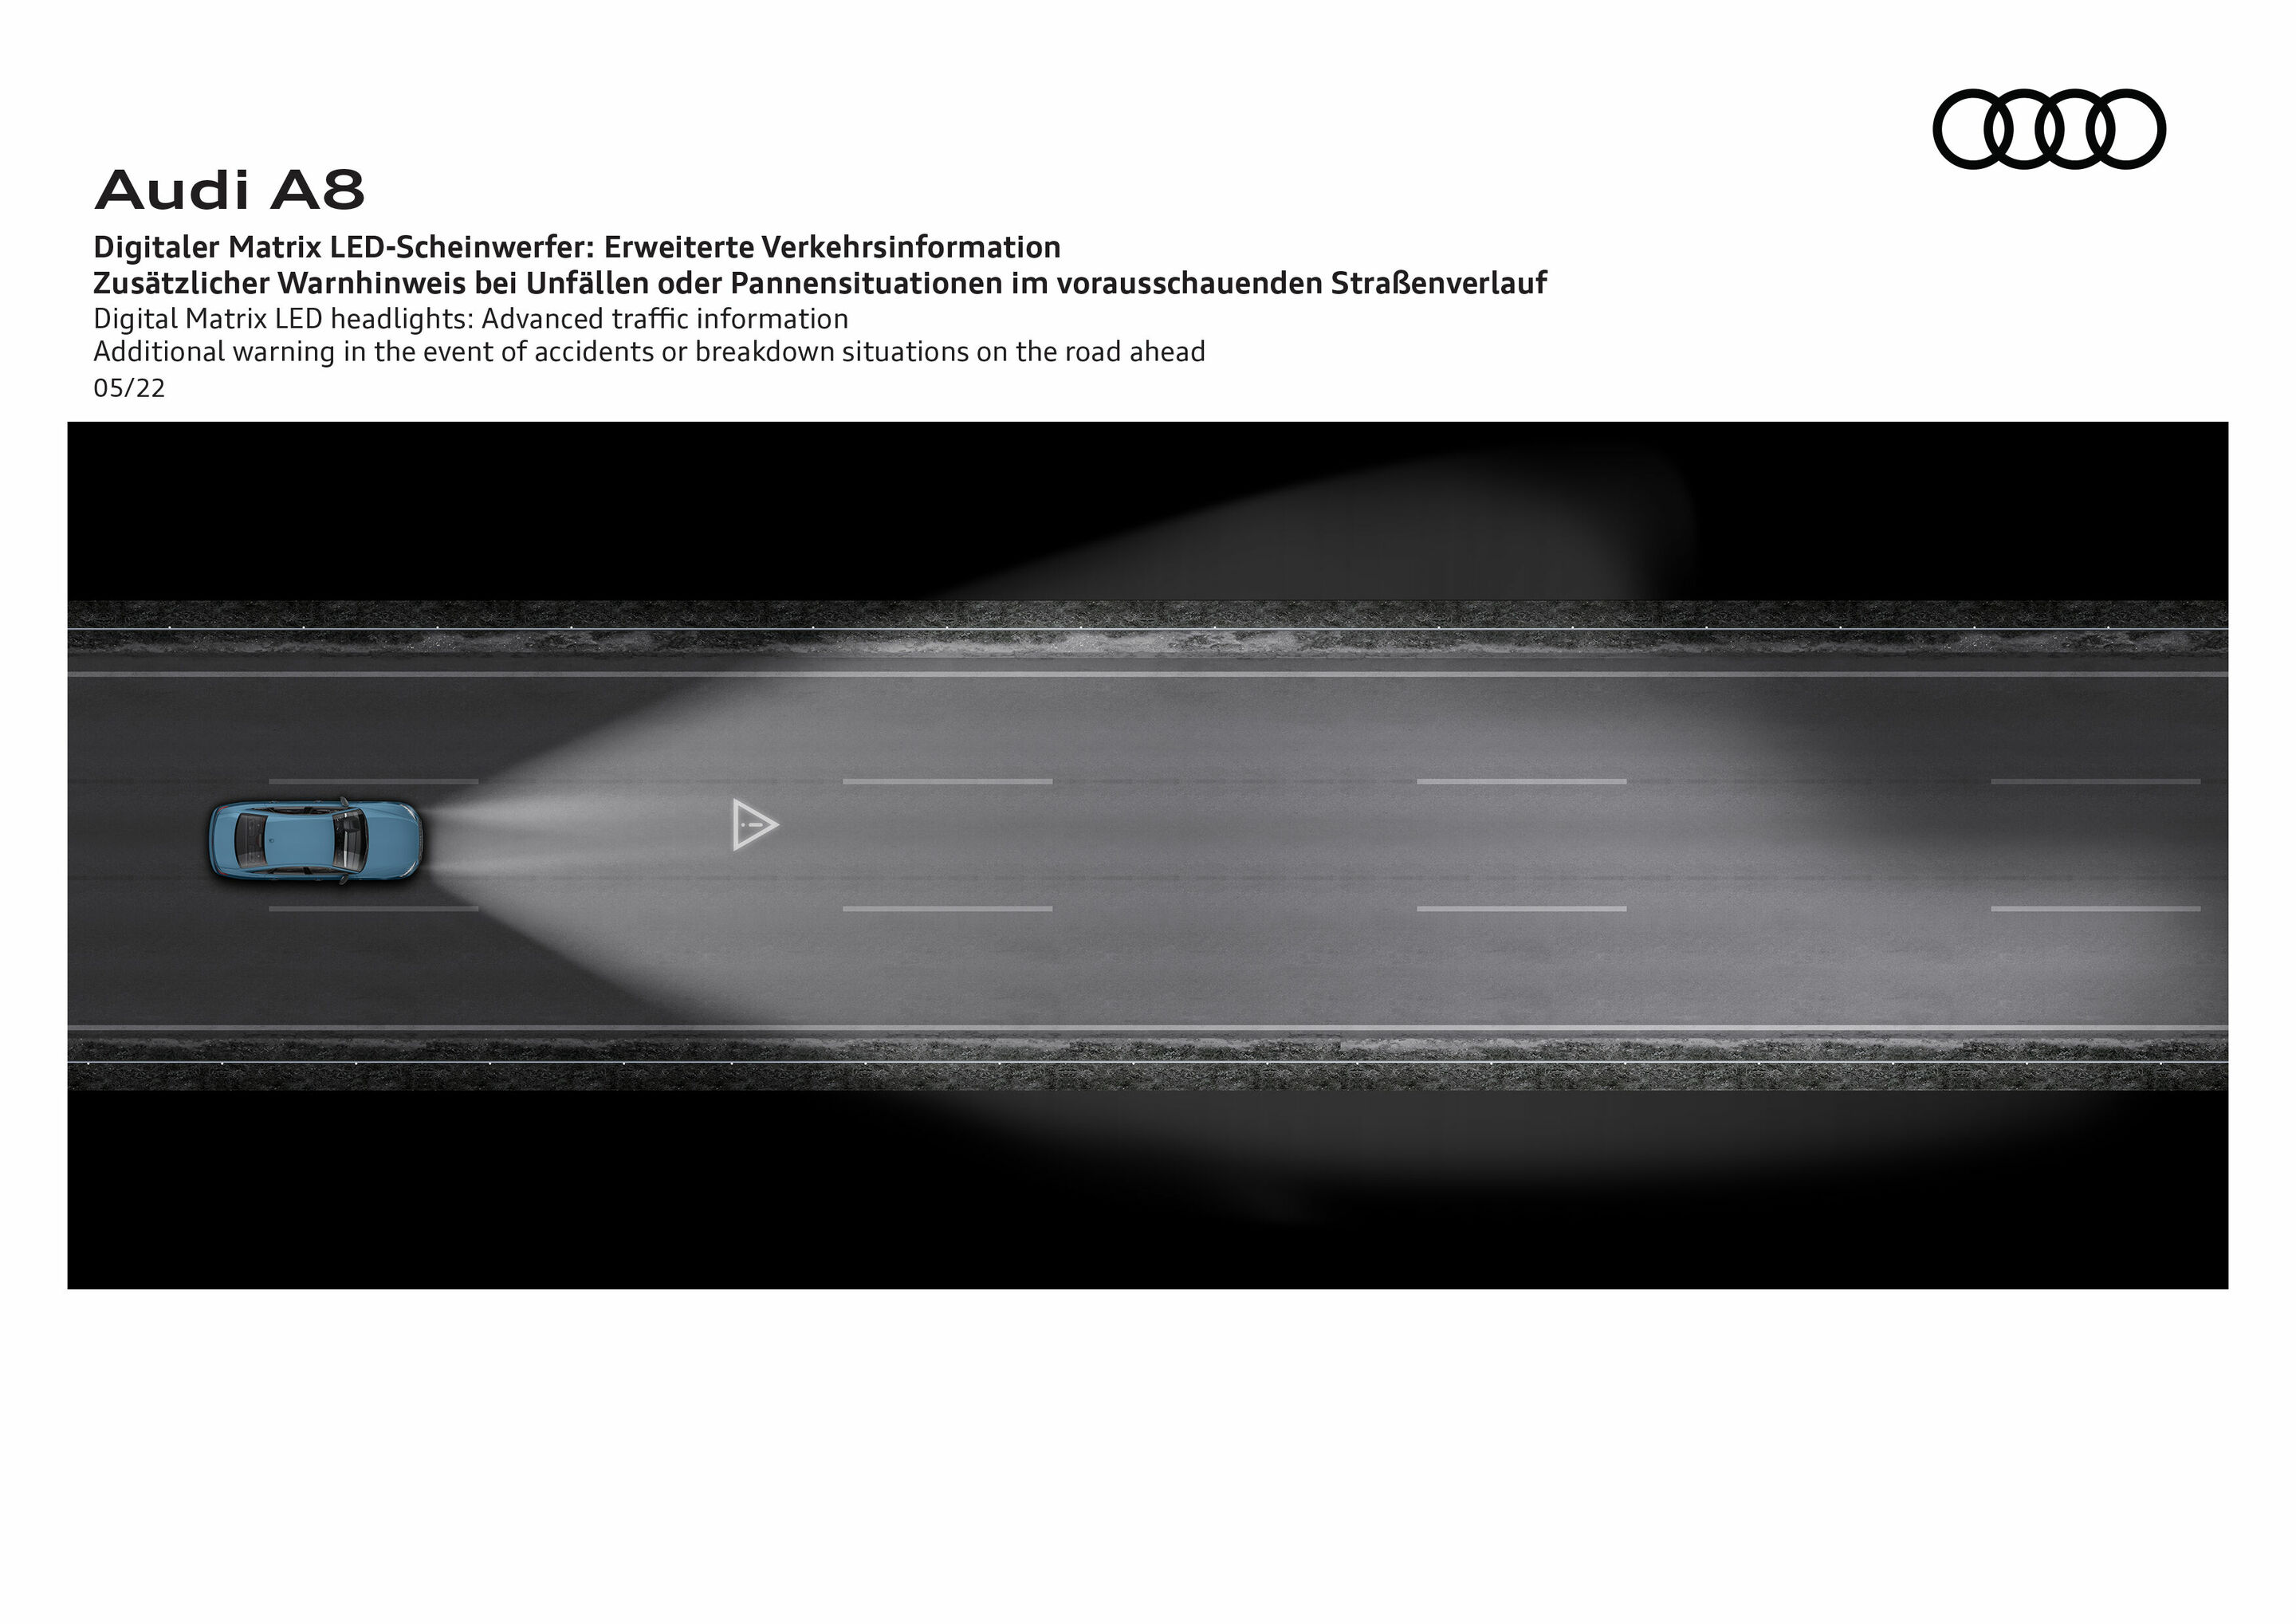 Audi A8
Digitaler Matrix LED-Scheinwerfer: Erweiterte Verkehrsinformation
Zusätzlicher Warnhinweis bei Unfällen oder Pannensituationen im vorausschauenden Straßenverlauf
Digital Matrix LED headlights: Advanced traffic information
Additional warning in the event of accidents or breakdown situations on the road ahead
05/22